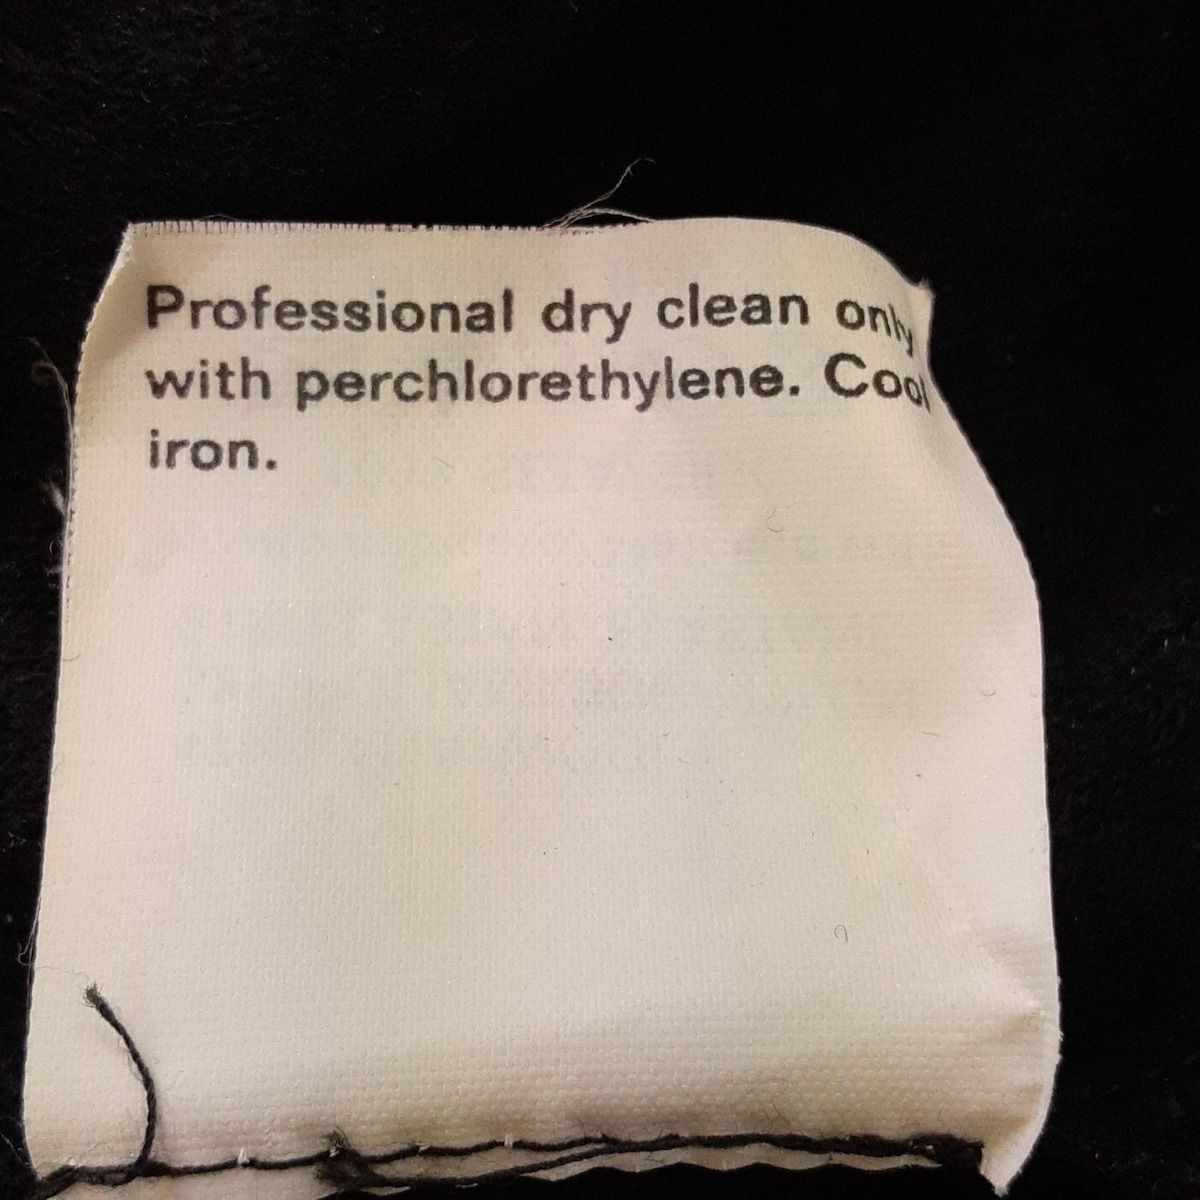 Professional dry clean only
with perchlorethylene. Cool
iron.